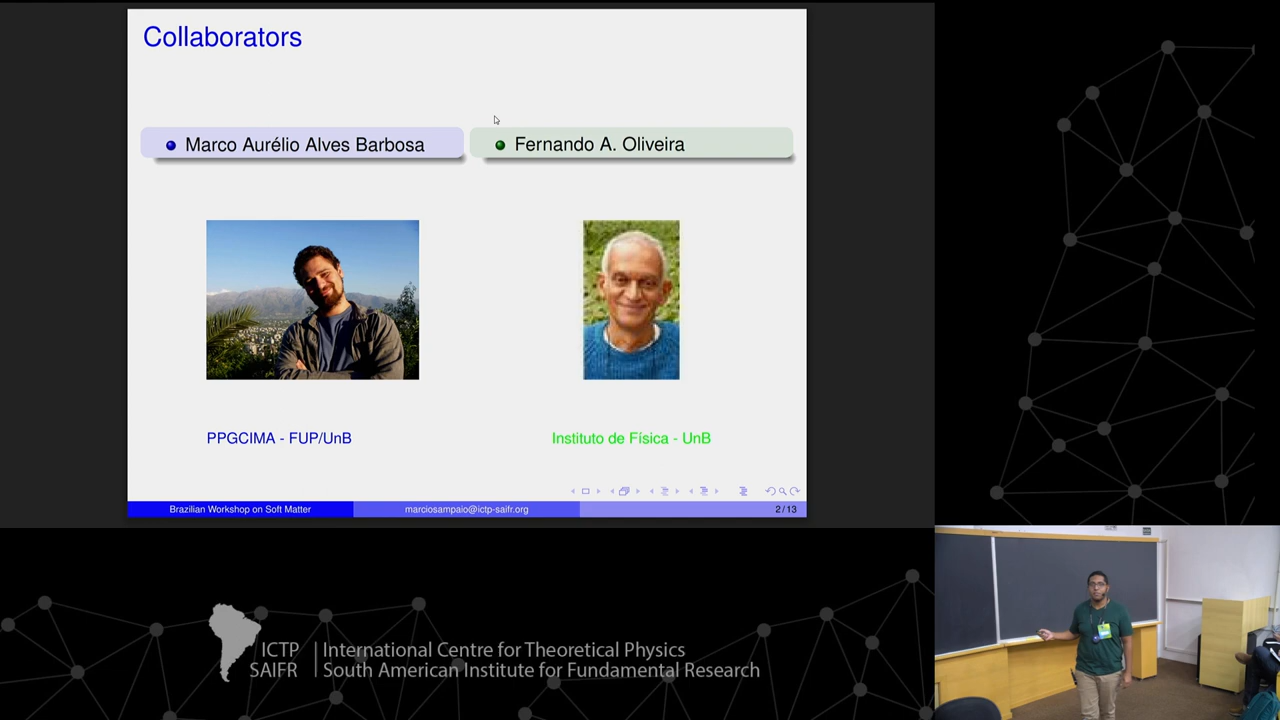 Collaborators
Marco Aurélio Alves Barbosa
Fernando A. Oliveira
PPGCIMA - FUP/UnB
Instituto de Física - UnB
Brazilian Workshop on Soft Matter
marciosampaio@ictp-saifr.org
2 / 13
ICTP
SAIFR
International Centre for Theoretical Physics
South American Institute for Fundamental Research